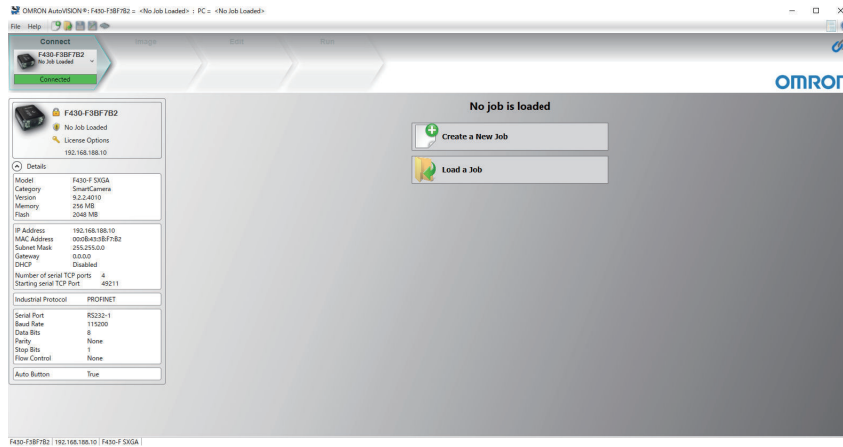 OMRON AutoVISION®: F430-F3BF7B2 = <No Job Loaded> : PC = <No Job Loaded>
File Help
Connect Image Edit Run
F430-F3BF7B2
No Job Loaded
Connected
OMRON
F430-F3BF7B2
No Job Loaded
License Options
192.168.188.10
Details
Model F430-F SXGA
Category SmartCamera
Version 9.2.2.4010
Memory 256 MB
Flash 2048 MB
IP Address 192.168.188.10
MAC Address 00:0B:43:3B:F7:B2
Subnet Mask 255.255.0.0
Gateway 0.0.0.0
DHCP Disabled
Number of serial TCP ports 4
Starting serial TCP Port 49211
Industrial Protocol PROFINET
Serial Port RS232-1
Baud Rate 115200
Data Bits 8
Parity None
Stop Bits 1
Flow Control None
Auto Button True
No job is loaded
Create a New Job
Load a Job
F430-F3BF7B2 192.168.188.10 F430-F SXGA